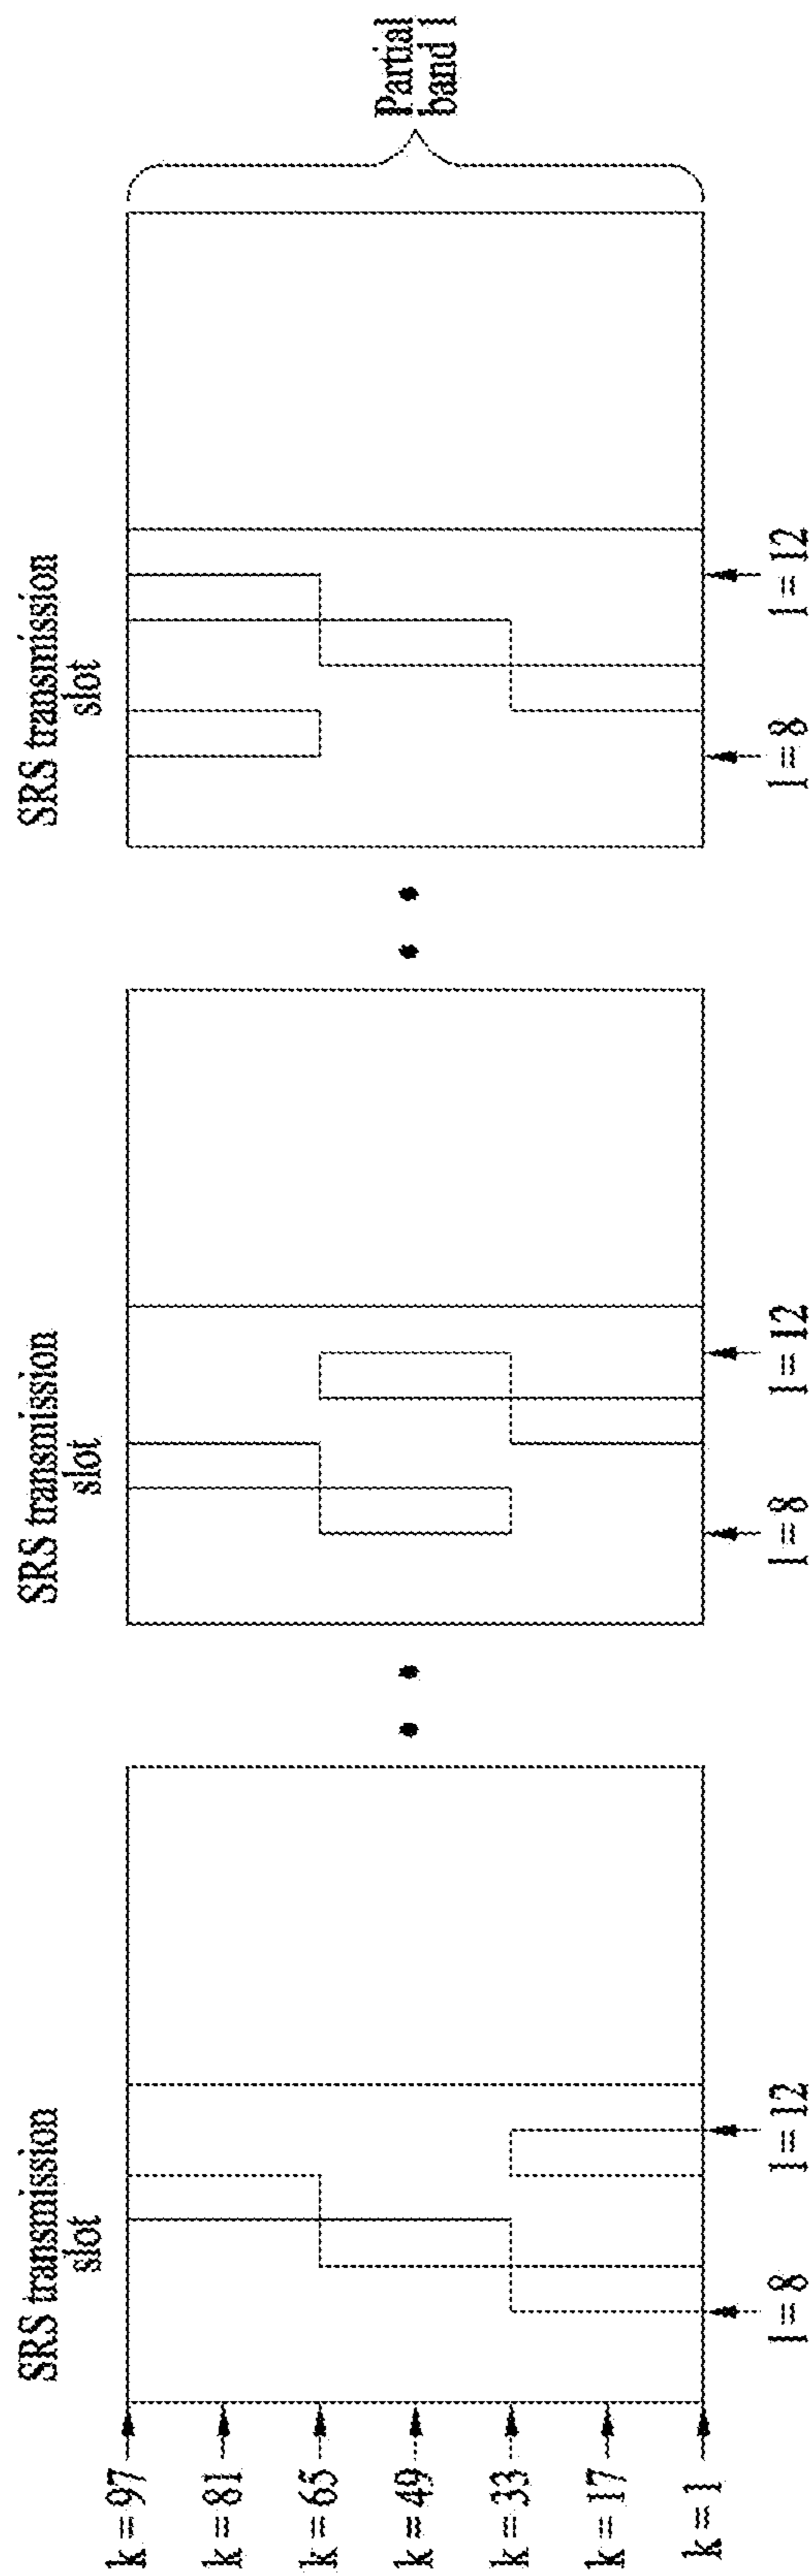 SRS transmission
slot
SRS transmission
slot
SRS transmission
slot
k = 97
k = 81
k = 65
k = 49
k = 33
k = 17
k = 1
l = 8
l = 12
l = 8
l = 12
l = 8
l = 12
Partial
band 1